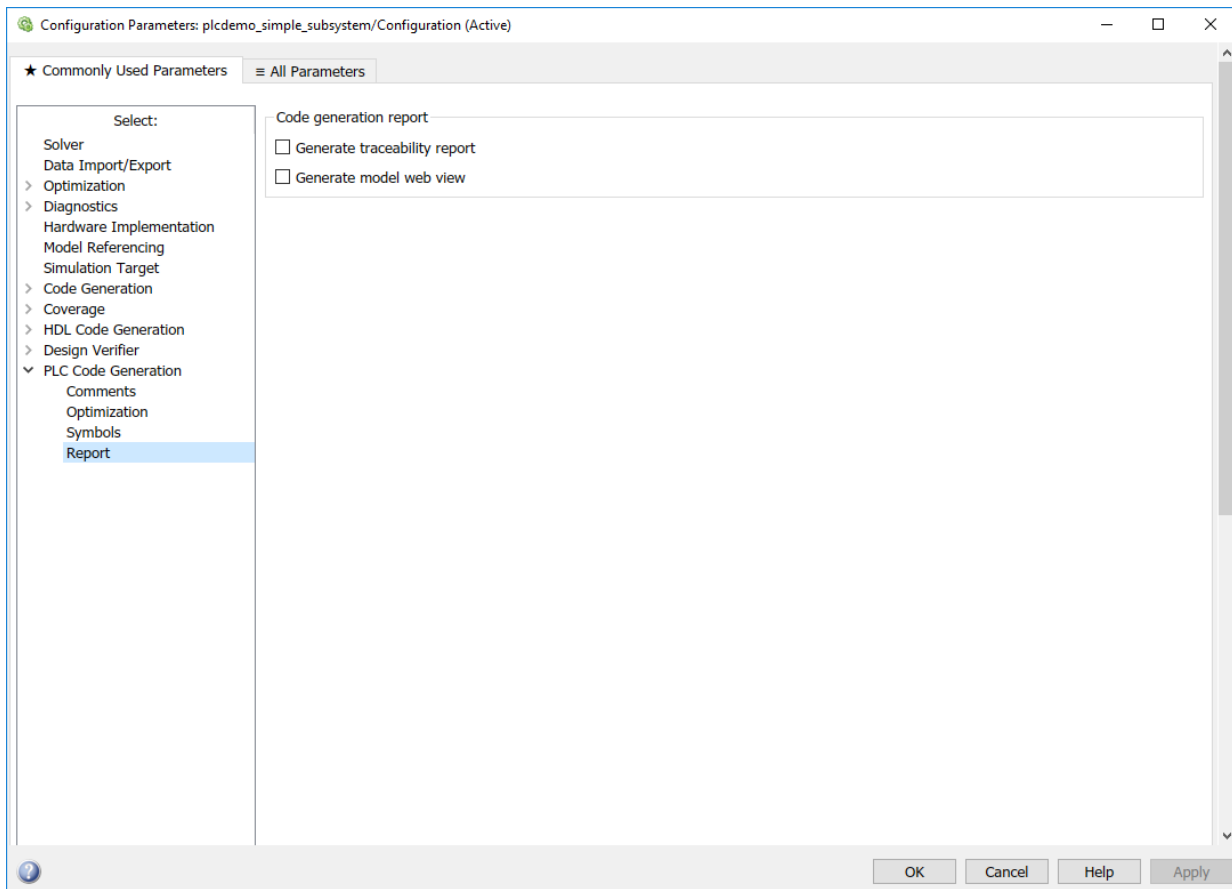 Configuration Parameters: plcdemo_simple_subsystem/Configuration (Active)
★ Commonly Used Parameters
≡ All Parameters
Select:
Solver
Data Import/Export
Optimization
Diagnostics
Hardware Implementation
Model Referencing
Simulation Target
Code Generation
Coverage
HDL Code Generation
Design Verifier
PLC Code Generation
Comments
Optimization
Symbols
Report
Code generation report
Generate traceability report
Generate model web view
OK
Cancel
Help
Apply